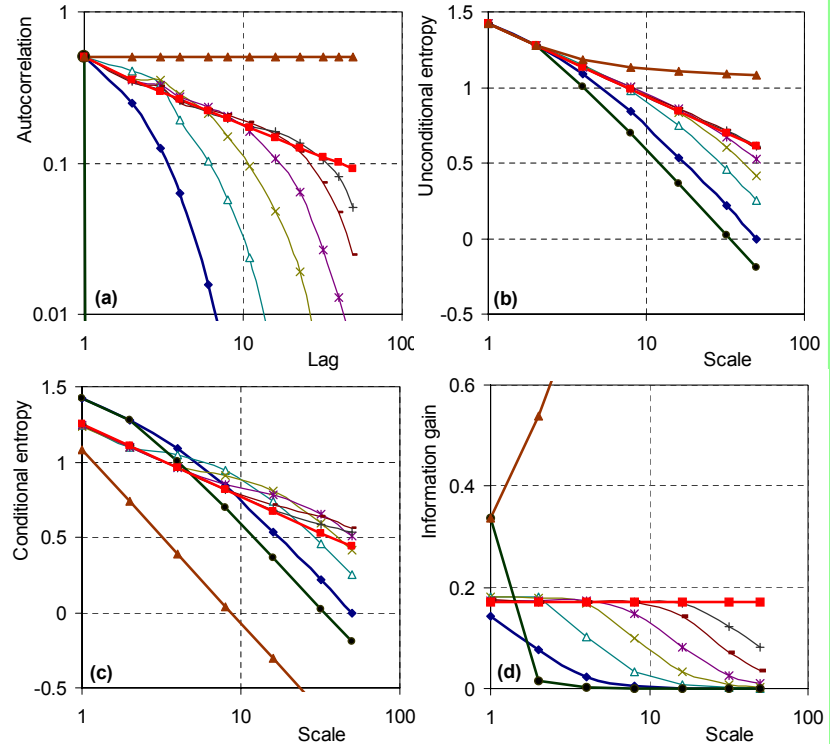 Autocorrelation
1
0.1
0.01
(a)
1
10
100
Lag
Unconditional entropy
1.5
1.0
0.5
0
-0.5
(b)
1
10
100
Scale
Conditional entropy
1.5
1
0.5
0
-0.5
(c)
1
10
100
Scale
Information gain
0.6
0.4
0.2
0
(d)
1
10
100
Scale